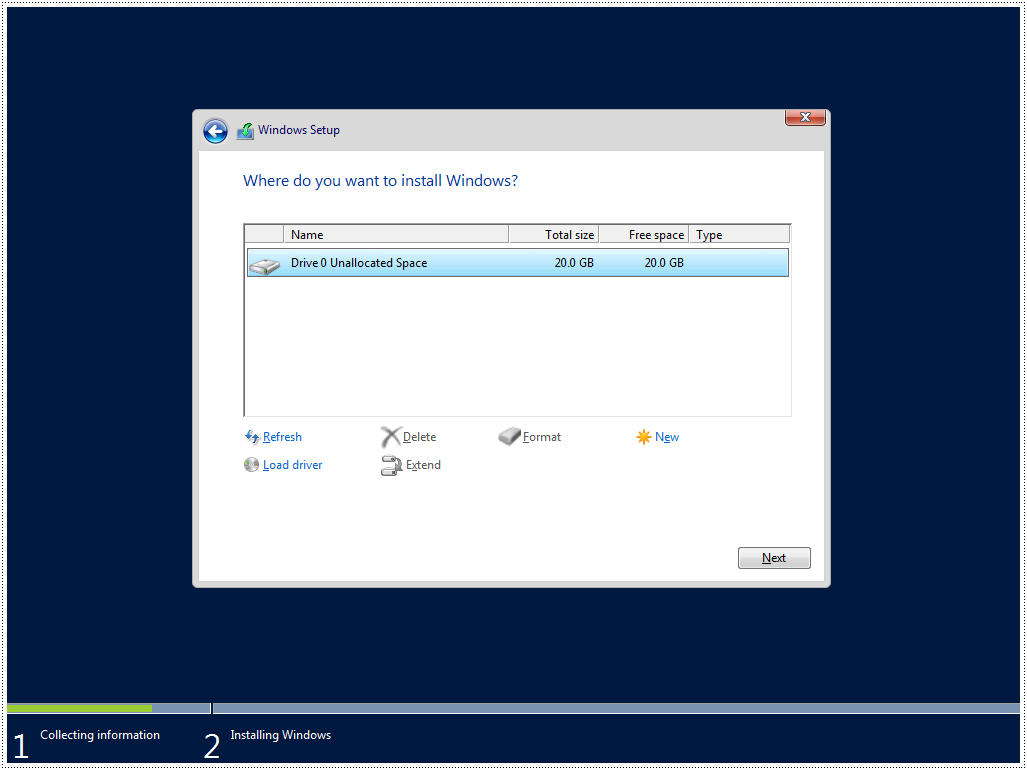 Windows Setup
Where do you want to install Windows?
Name Total size Free space Type
Drive 0 Unallocated Space 20.0 GB 20.0 GB
Refresh Delete Format New
Load driver Extend
Next
1 Collecting information 2 Installing Windows